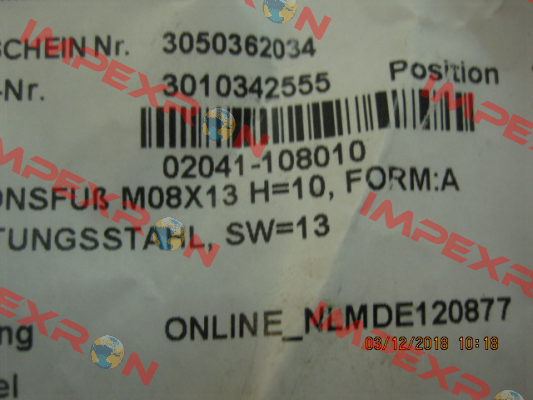 SCHEIN Nr. 3050362034
-Nr. 3010342555 Position
02041-108010
ONSFUß M08X13 H=10, FORM:A
TUNGSSTAHL, SW=13
ONLINE_NLMDE120877
ng
03/12/2018 10:18
el
IMPEXRON